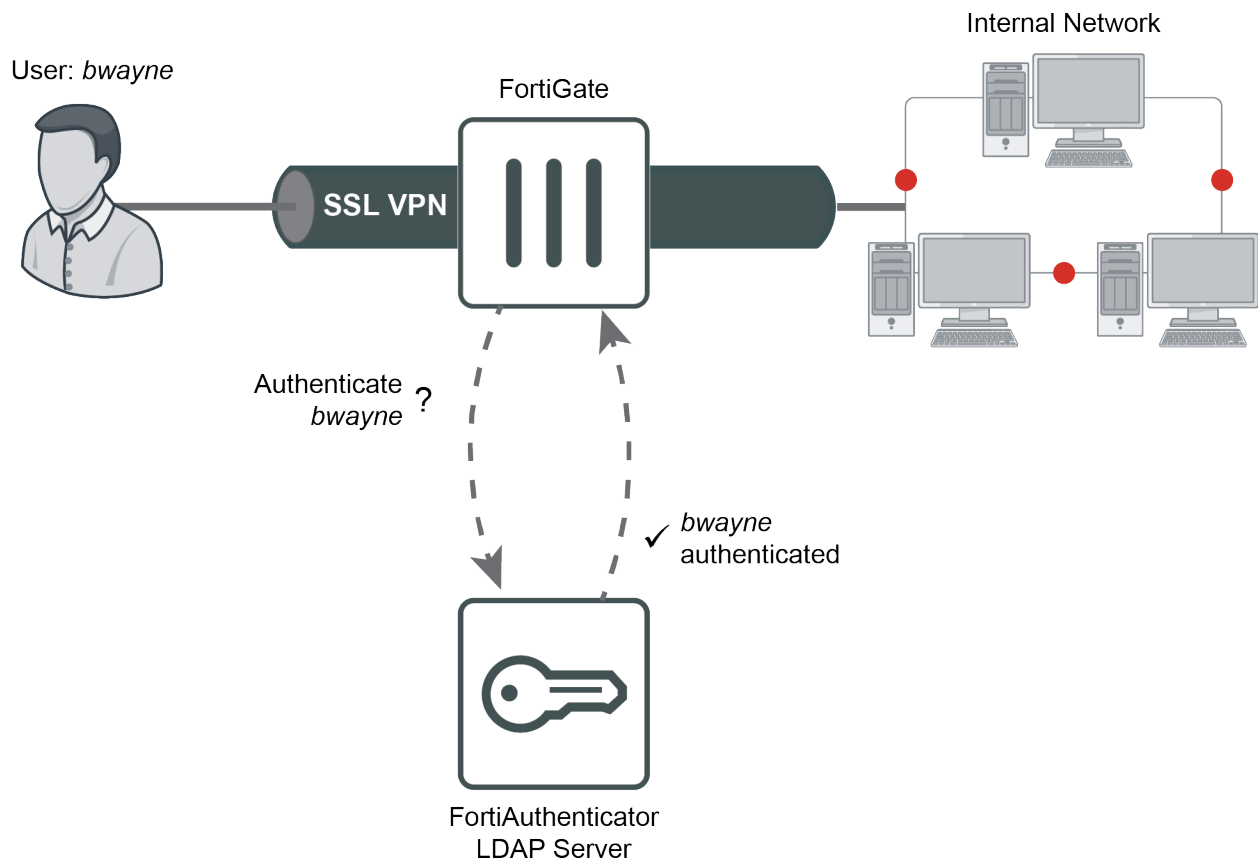 Internal Network
User: bwayne
FortiGate
SSL VPN
Authenticate
bwayne ?
✓ bwayne
authenticated
FortiAuthenticator
LDAP Server